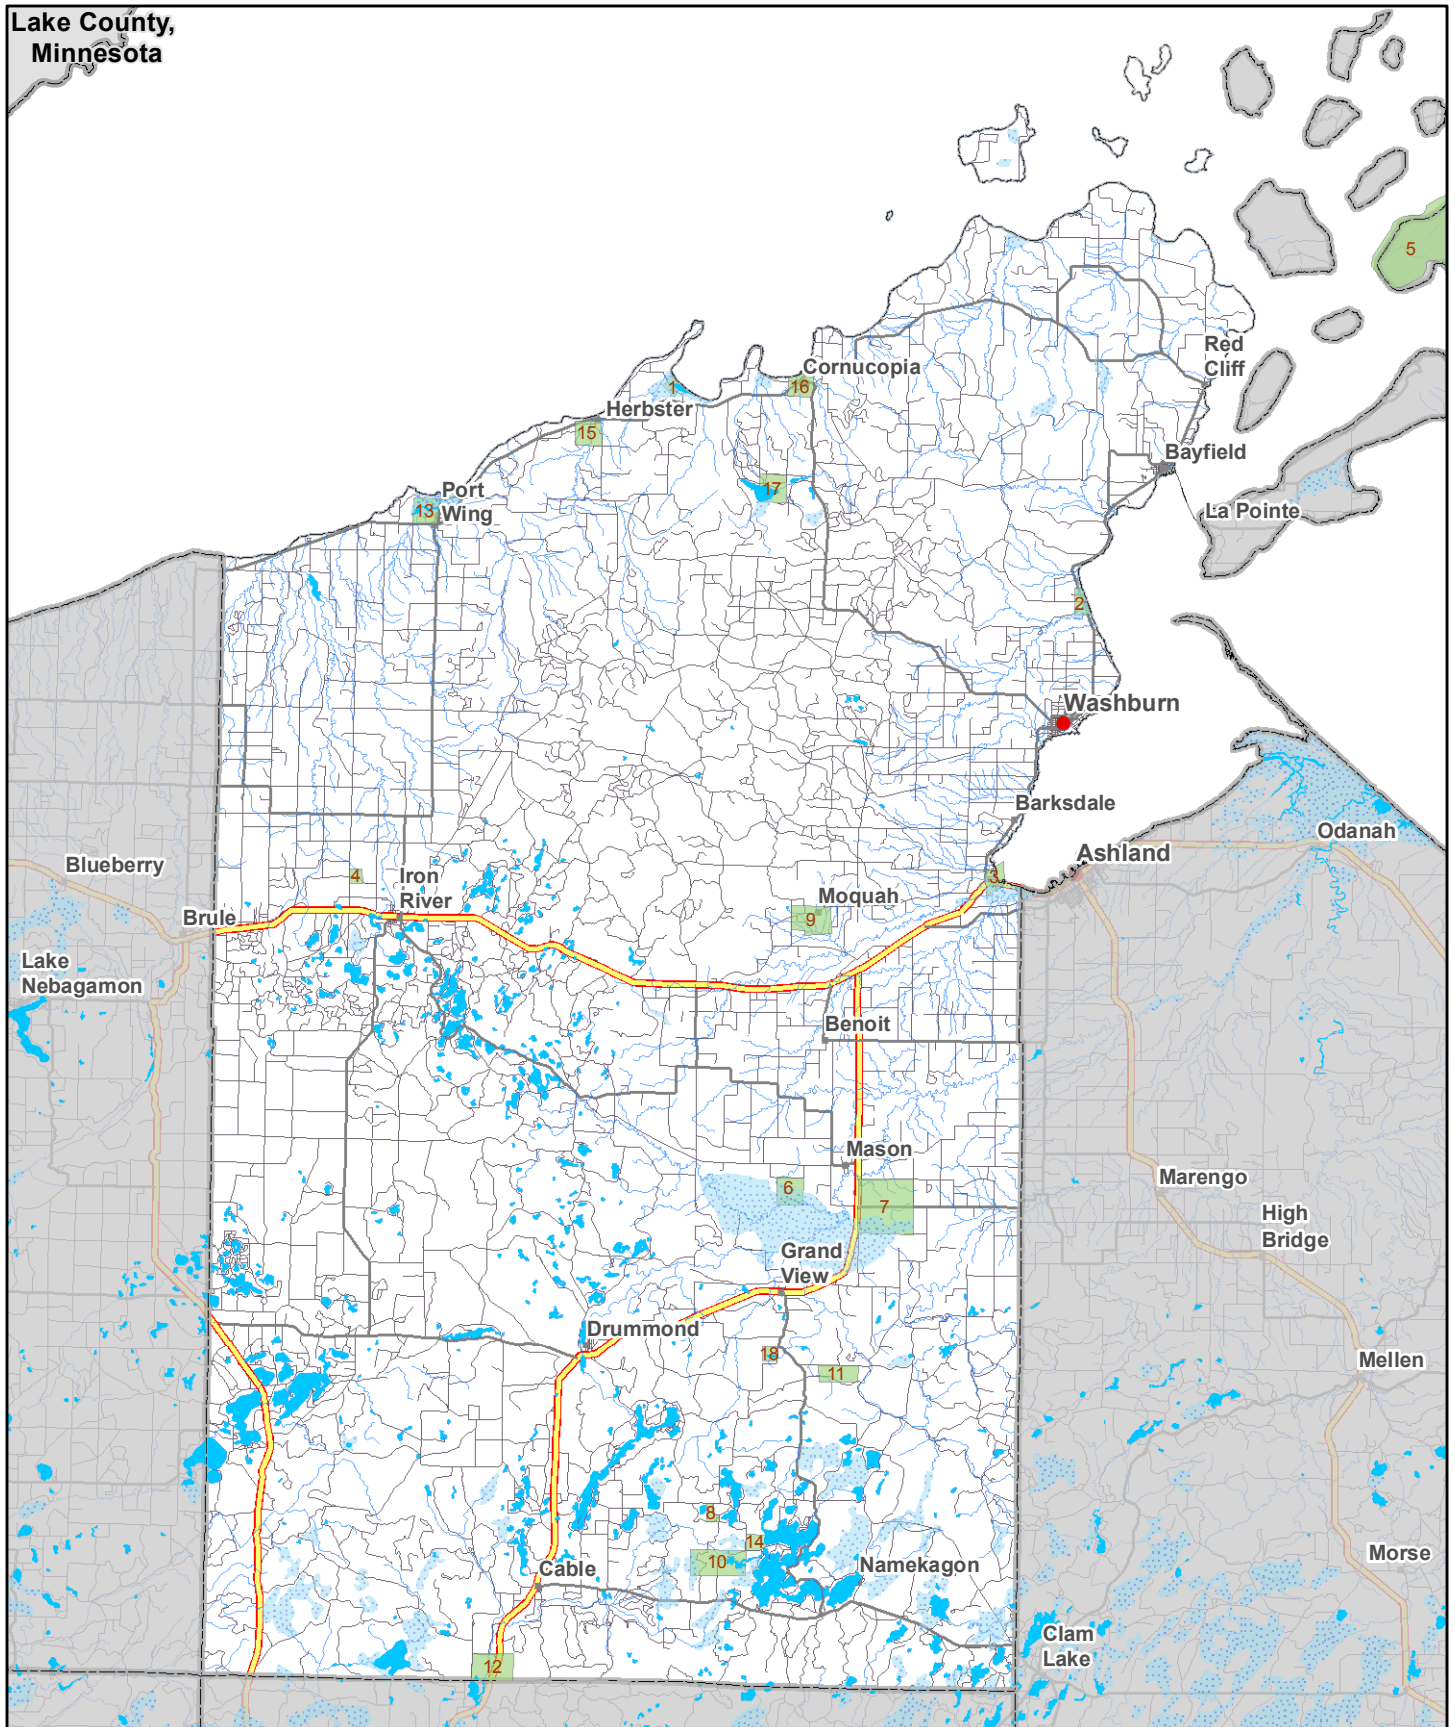 Lake County,
Minnesota
5
Red
Cliff
Cornucopia
1
16
Herbster
15
Bayfield
17
Port
Wing
13
La Pointe
2
Washburn
Barksdale
Odanah
Ashland
Blueberry
4
Iron
River
3
Moquah
9
Brule
Lake
Nebagamon
Benoit
Mason
Marengo
6
7
High
Bridge
Grand
View
Drummond
18
11
Mellen
8
14
10
Morse
Cable
Namekagon
Clam
Lake
12